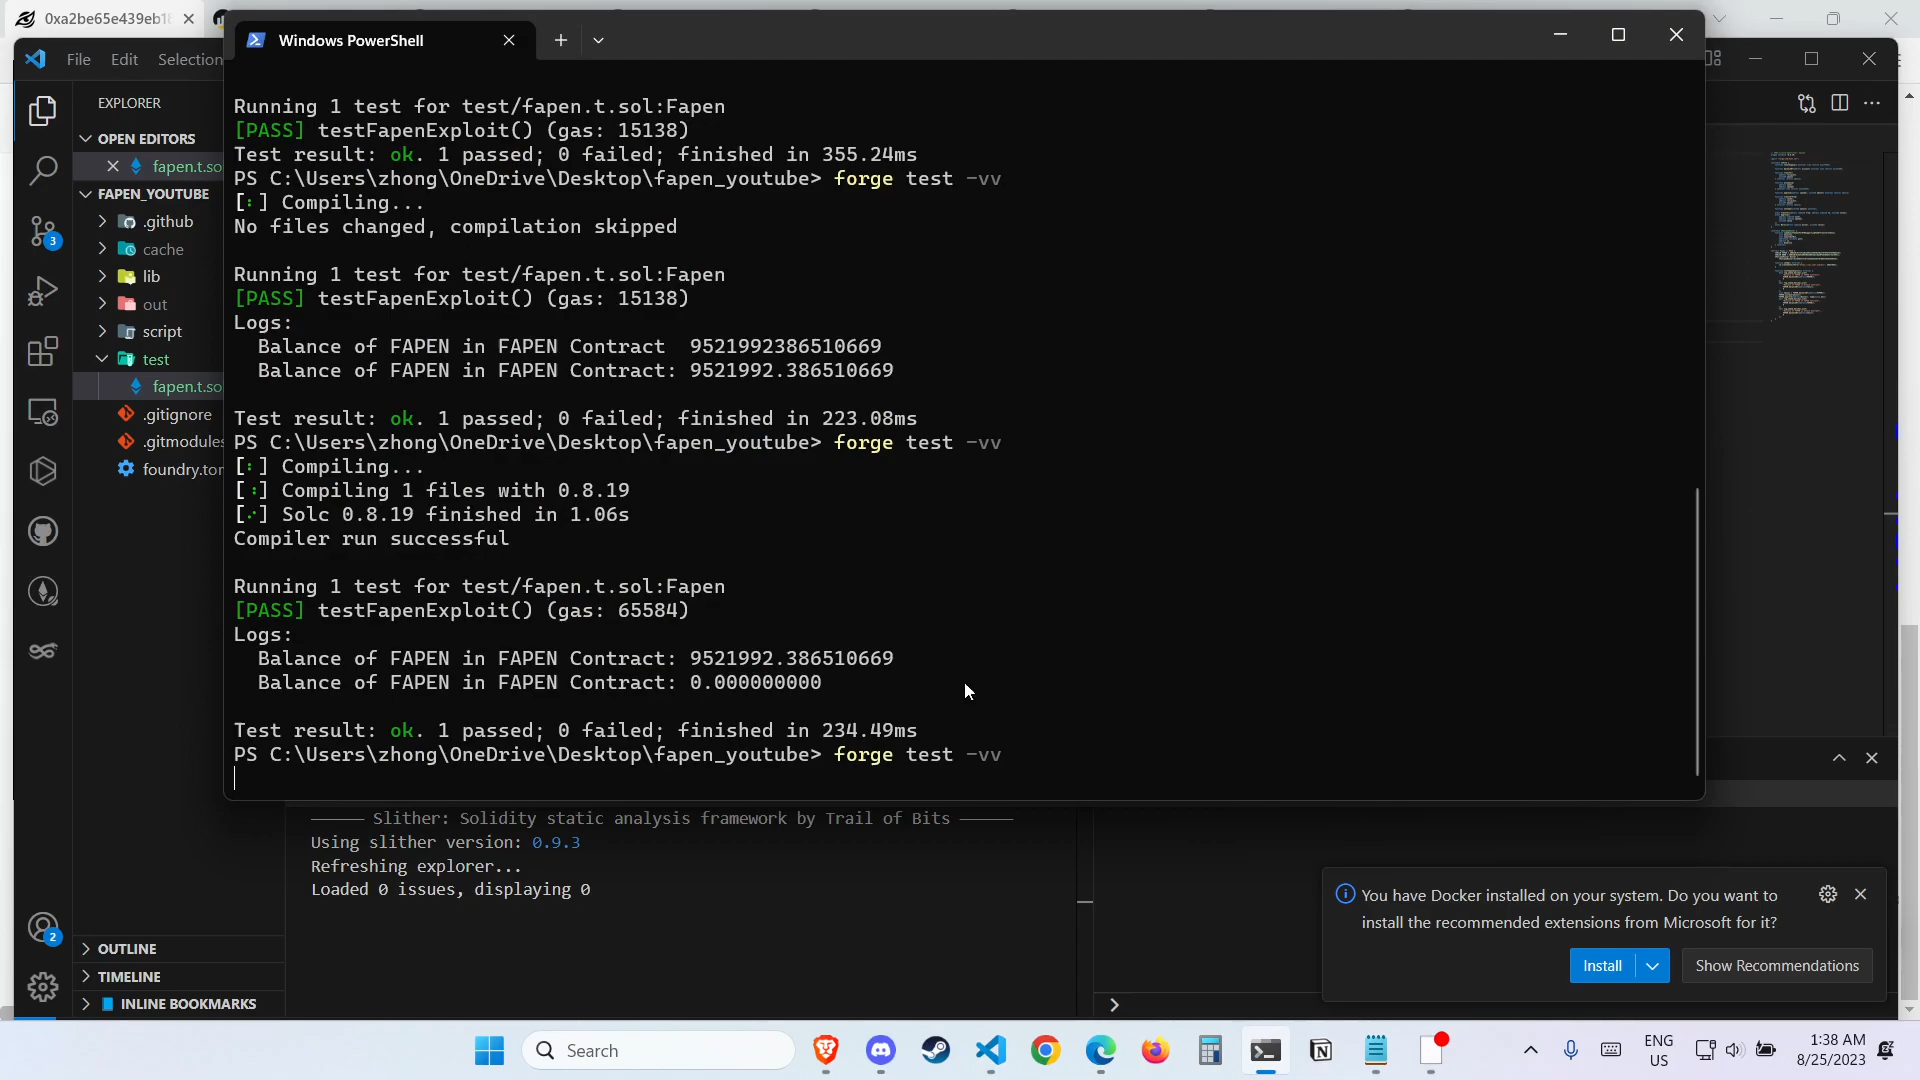 0xa2be65e439eb18
Windows PowerShell
File Edit Selection
EXPLORER
OPEN EDITORS
fapen.t.so
FAPEN_YOUTUBE
.github
cache
lib
out
script
test
fapen.t.so
.gitignore
.gitmodules
foundry.tom
OUTLINE
TIMELINE
INLINE BOOKMARKS
3
2
Running 1 test for test/fapen.t.sol:Fapen
[PASS] testFapenExploit() (gas: 15138)
Test result: ok. 1 passed; 0 failed; finished in 355.24ms
PS C:\Users\zhong\OneDrive\Desktop\fapen_youtube> forge test -vv
[⠆] Compiling...
No files changed, compilation skipped
Running 1 test for test/fapen.t.sol:Fapen
[PASS] testFapenExploit() (gas: 15138)
Logs:
Balance of FAPEN in FAPEN Contract  9521992386510669
Balance of FAPEN in FAPEN Contract: 9521992.386510669
Test result: ok. 1 passed; 0 failed; finished in 223.08ms
PS C:\Users\zhong\OneDrive\Desktop\fapen_youtube> forge test -vv
[⠆] Compiling...
[⠰] Compiling 1 files with 0.8.19
[⠔] Solc 0.8.19 finished in 1.06s
Compiler run successful
Running 1 test for test/fapen.t.sol:Fapen
[PASS] testFapenExploit() (gas: 65584)
Logs:
Balance of FAPEN in FAPEN Contract: 9521992.386510669
Balance of FAPEN in FAPEN Contract: 0.000000000
Test result: ok. 1 passed; 0 failed; finished in 234.49ms
PS C:\Users\zhong\OneDrive\Desktop\fapen_youtube> forge test -vv
Slither: Solidity static analysis framework by Trail of Bits
Using slither version: 0.9.3
Refreshing explorer...
Loaded 0 issues, displaying 0
You have Docker installed on your system. Do you want to
install the recommended extensions from Microsoft for it?
Install
Show Recommendations
Search
ENG
US
1:38 AM
8/25/2023